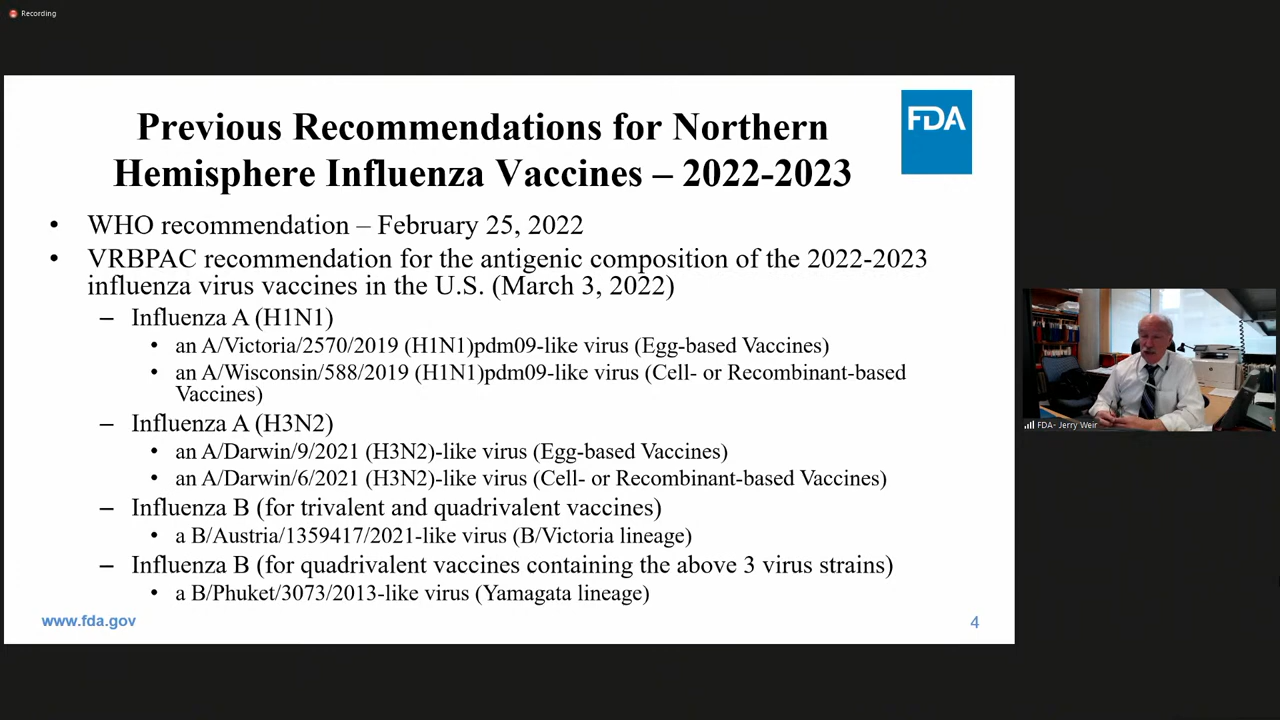 Recording
Previous Recommendations for Northern
Hemisphere Influenza Vaccines – 2022-2023
FDA
• WHO recommendation – February 25, 2022
• VRBPAC recommendation for the antigenic composition of the 2022-2023
influenza virus vaccines in the U.S. (March 3, 2022)
– Influenza A (H1N1)
• an A/Victoria/2570/2019 (H1N1)pdm09-like virus (Egg-based Vaccines)
• an A/Wisconsin/588/2019 (H1N1)pdm09-like virus (Cell- or Recombinant-based
Vaccines)
– Influenza A (H3N2)
• an A/Darwin/9/2021 (H3N2)-like virus (Egg-based Vaccines)
• an A/Darwin/6/2021 (H3N2)-like virus (Cell- or Recombinant-based Vaccines)
– Influenza B (for trivalent and quadrivalent vaccines)
• a B/Austria/1359417/2021-like virus (B/Victoria lineage)
– Influenza B (for quadrivalent vaccines containing the above 3 virus strains)
• a B/Phuket/3073/2013-like virus (Yamagata lineage)
www.fda.gov
4
FDA- Jerry Weir